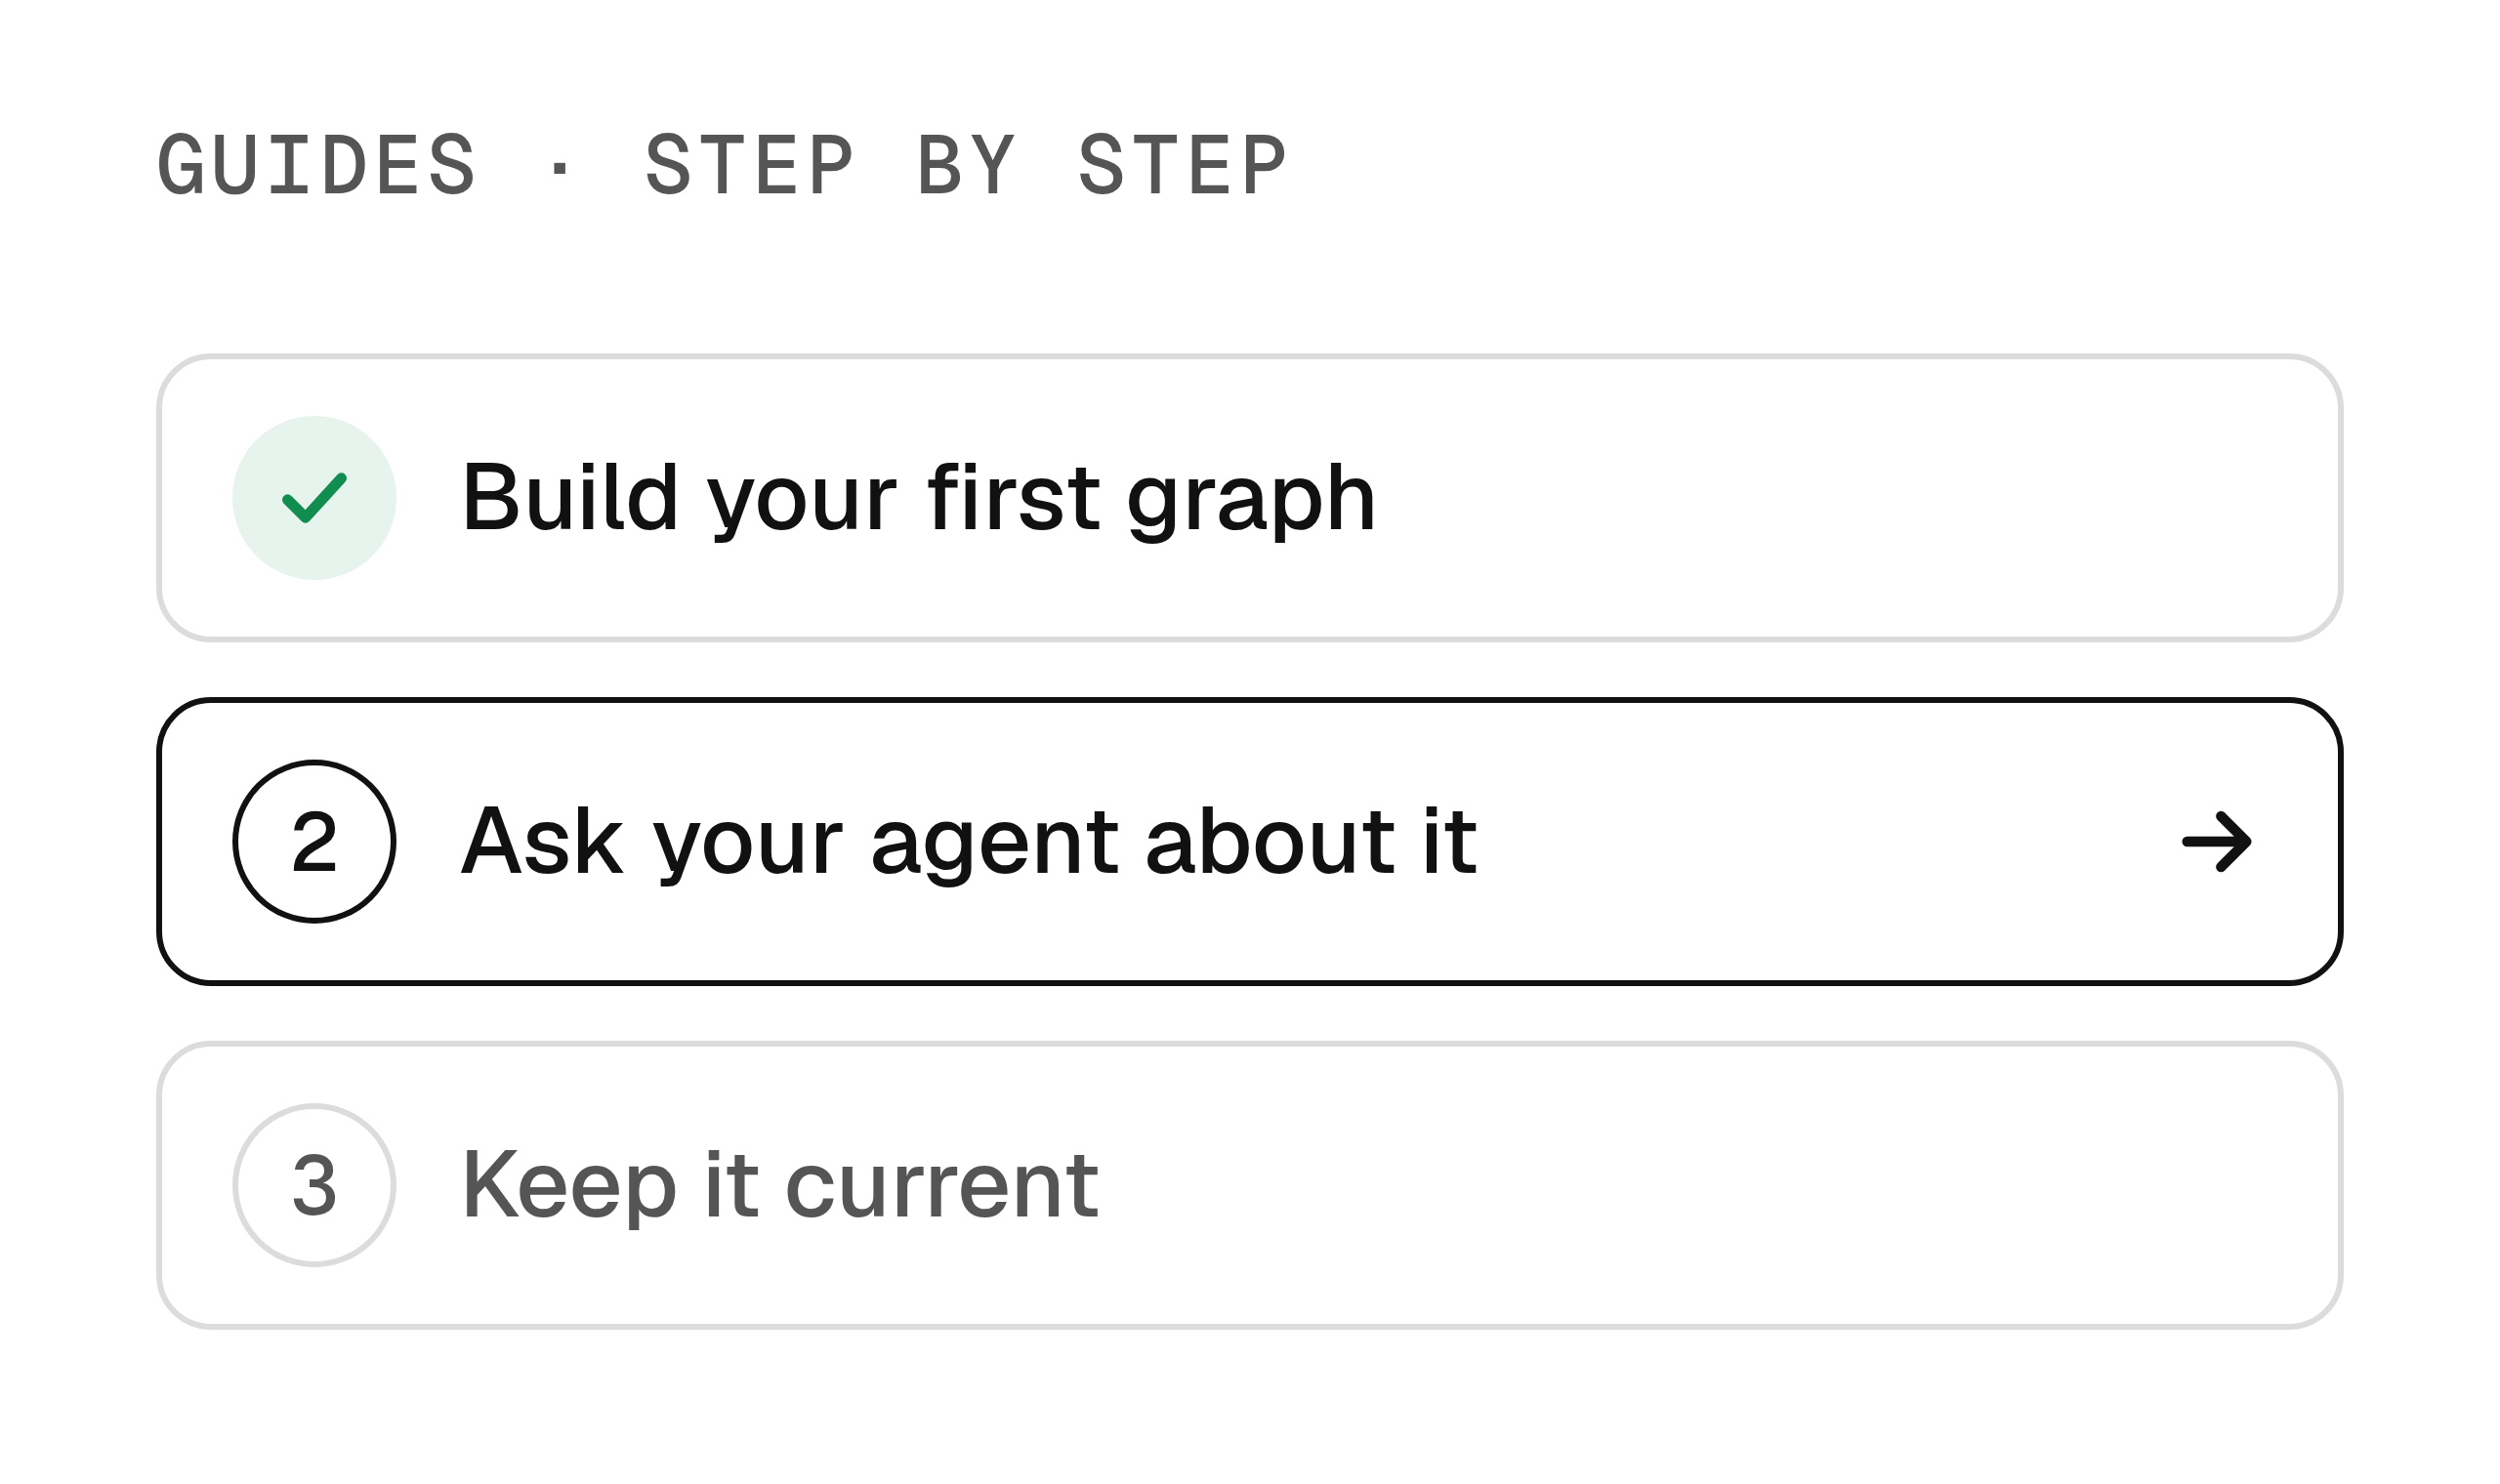 GUIDES · STEP BY STEP
Build your first graph
2 Ask your agent about it
3 Keep it current